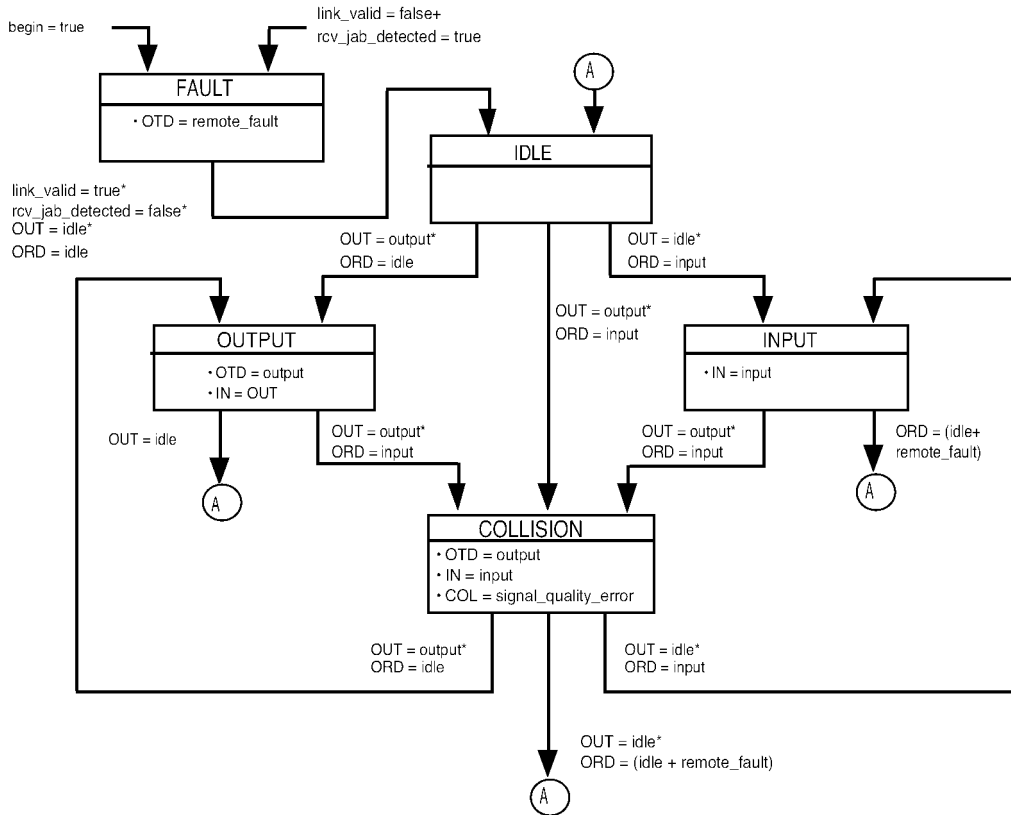 begin = true
link_valid = false+
rcv_jab_detected = true
FAULT
• OTD = remote_fault
A
IDLE
link_valid = true*
rcv_jab_detected = false*
OUT = idle*
ORD = idle
OUT = output*
ORD = idle
OUT = idle*
ORD = input
OUT = output*
ORD = input
OUTPUT
• OTD = output
• IN = OUT
INPUT
• IN = input
OUT = idle
OUT = output*
ORD = input
OUT = output*
ORD = input
ORD = (idle+
remote_fault)
A
A
COLLISION
• OTD = output
• IN = input
• COL = signal_quality_error
OUT = output*
ORD = idle
OUT = idle*
ORD = input
OUT = idle*
ORD = (idle + remote_fault)
A